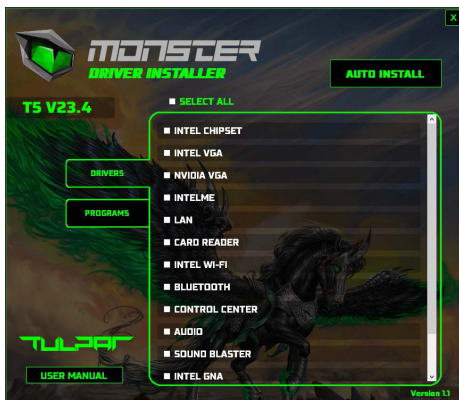 X
MONSTER
DRIVER INSTALLER
AUTO INSTALL
T5 V23.4
SELECT ALL
INTEL CHIPSET
INTEL VGA
NVIDIA VGA
INTELME
LAN
CARD READER
INTEL WI-FI
BLUETOOTH
CONTROL CENTER
AUDIO
SOUND BLASTER
INTEL GNA
DRIVERS
PROGRAMS
TULPAR
USER MANUAL
Version 1.1